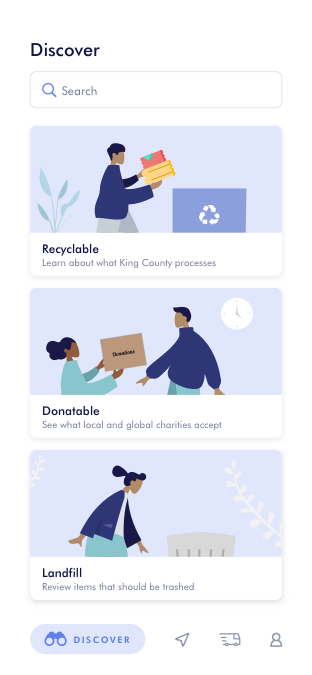 Discover
Search
Recyclable
Learn about what King County processes
Donations
Donatable
See what local and global charities accept
Landfill
Review items that should be trashed
DISCOVER